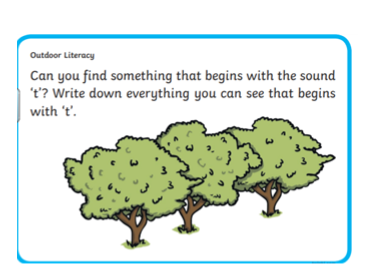 Outdoor Literacy
Can you find something that begins with the sound
‘t’? Write down everything you can see that begins
with ‘t’.